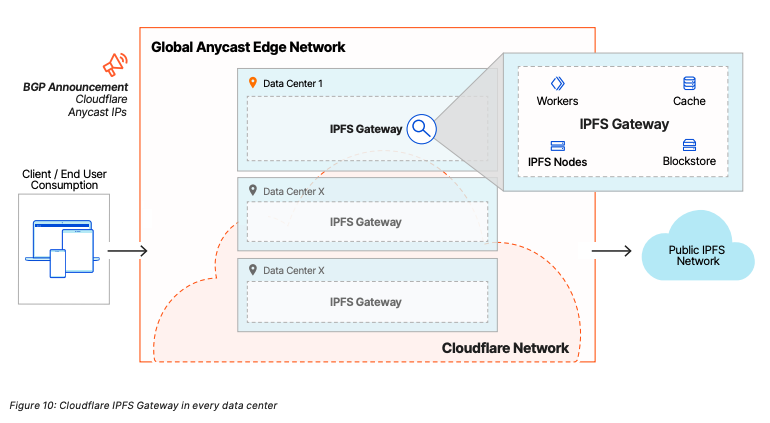 Global Anycast Edge Network
BGP Announcement
Cloudflare
Anycast IPs
Data Center 1
IPFS Gateway
Workers
Cache
IPFS Gateway
IPFS Nodes
Blockstore
Client / End User
Consumption
Data Center X
IPFS Gateway
Public IPFS
Network
Data Center X
IPFS Gateway
Cloudflare Network
Figure 10: Cloudflare IPFS Gateway in every data center